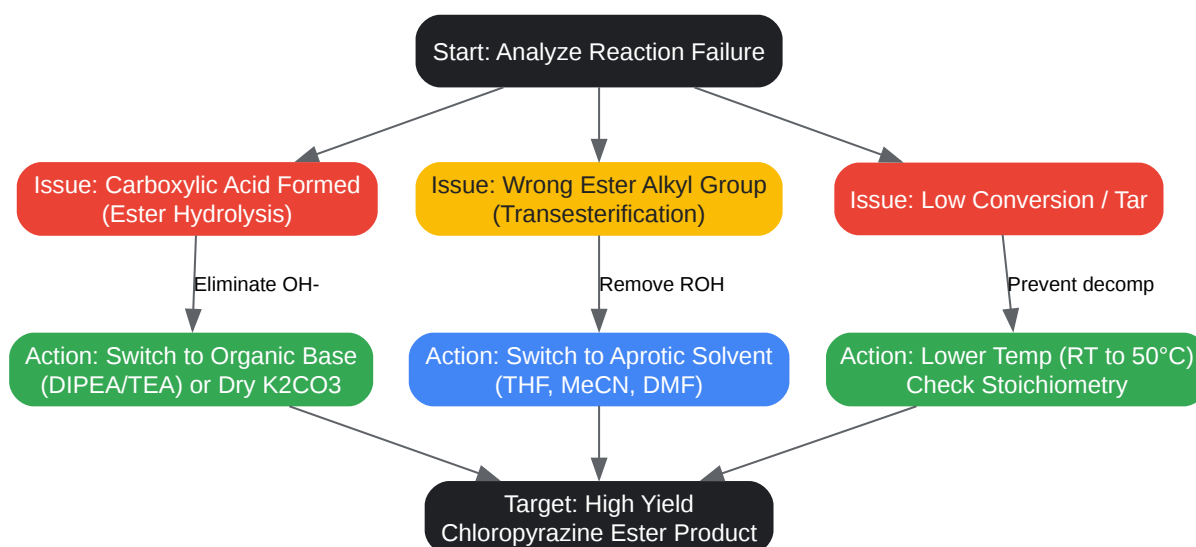 Start: Analyze Reaction Failure
Issue: Carboxylic Acid Formed
(Ester Hydrolysis)
Issue: Wrong Ester Alkyl Group
(Transesterification)
Issue: Low Conversion / Tar
Eliminate OH-
Remove ROH
Prevent decomp
Action: Switch to Organic Base
(DIPEA/TEA) or Dry K2CO3
Action: Switch to Aprotic Solvent
(THF, MeCN, DMF)
Action: Lower Temp (RT to 50°C)
Check Stoichiometry
Target: High Yield
Chloropyrazine Ester Product